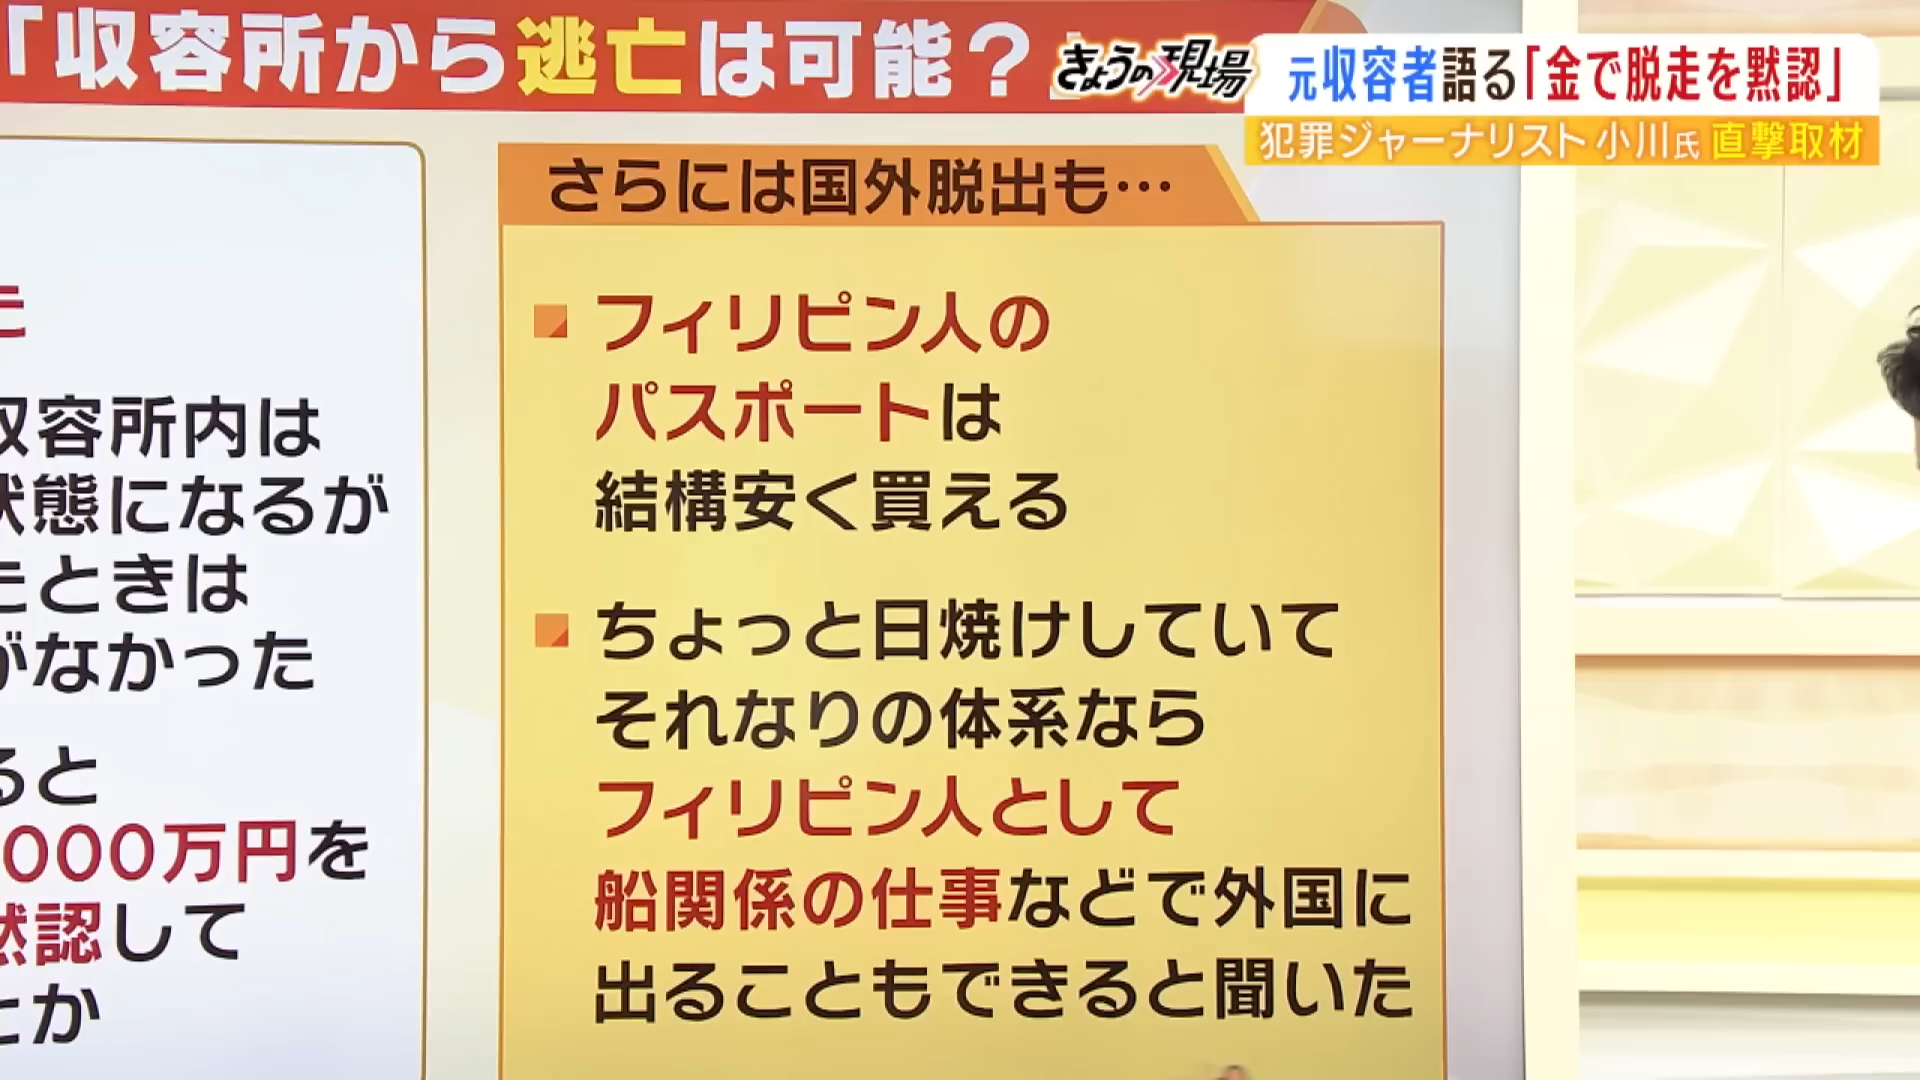 「収容所から逃亡は可能？」
きょうの現場
元収容者語る「金で脱走を黙認」
犯罪ジャーナリスト 小川氏 直撃取材
さらには国外脱出も…
フィリピン人の
パスポートは
結構安く買える
ちょっと日焼けしていて
それなりの体系なら
フィリピン人として
船関係の仕事などで外国に
出ることもできると聞いた
た
収容所内は
状態になるが
たときは
がなかった
ると
000万円を
黙認して
とか